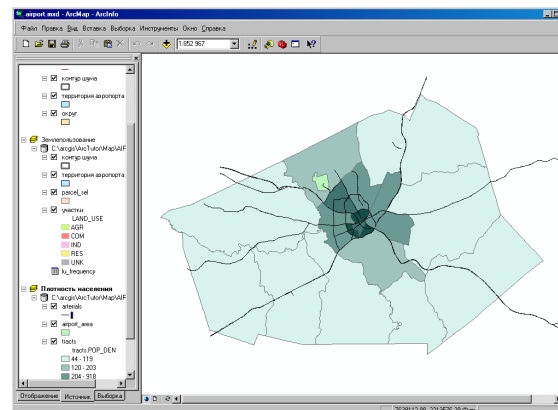 airport.mxd - ArcMap - ArcInfo
Файл Правка Вид Вставка Выборка Инструменты Окно Справка
1:852 967
контур шума
территория аэропорта
округ
Землепользование
C:\arcgis\ArcTutor\Map\AIF
контур шума
территория аэропорта
parcel_sel
участки
LAND_USE
AGR
COM
IND
RES
UNK
lu_frequency
Плотность населения
C:\arcgis\ArcTutor\Map\AIF
arterials
airport_area
tracts
tracts.POP_DEN
44 - 119
120 - 203
204 - 918
Отображение Источник Выборка